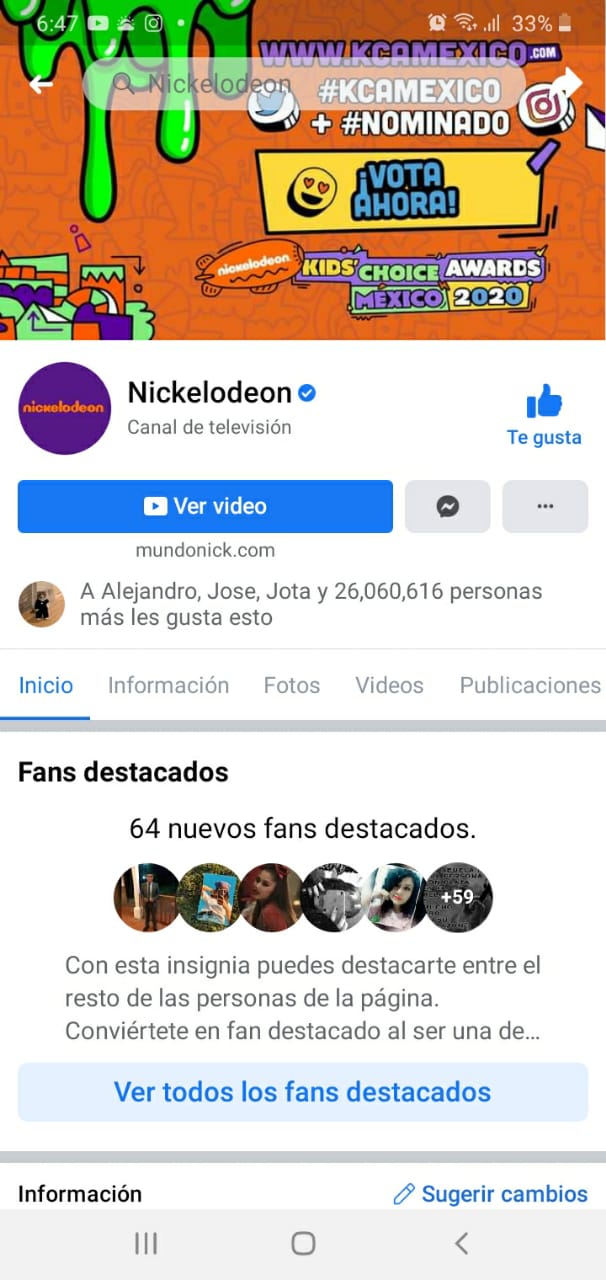 6:47
33%
WWW.KCAMEXICO.COM
Nickelodeon
#KCAMEXICO
+ #NOMINADO
¡VOTA
AHORA!
nickelodeon
KIDS' CHOICE AWARDS
MÉXICO 2020
nickelodeon
Nickelodeon
Canal de televisión
Te gusta
Ver video
mundonick.com
A Alejandro, Jose, Jota y 26,060,616 personas
más les gusta esto
Inicio Información Fotos Videos Publicaciones
Fans destacados
64 nuevos fans destacados.
+59
Con esta insignia puedes destacarte entre el
resto de las personas de la página.
Conviértete en fan destacado al ser una de...
Ver todos los fans destacados
Información
Sugerir cambios